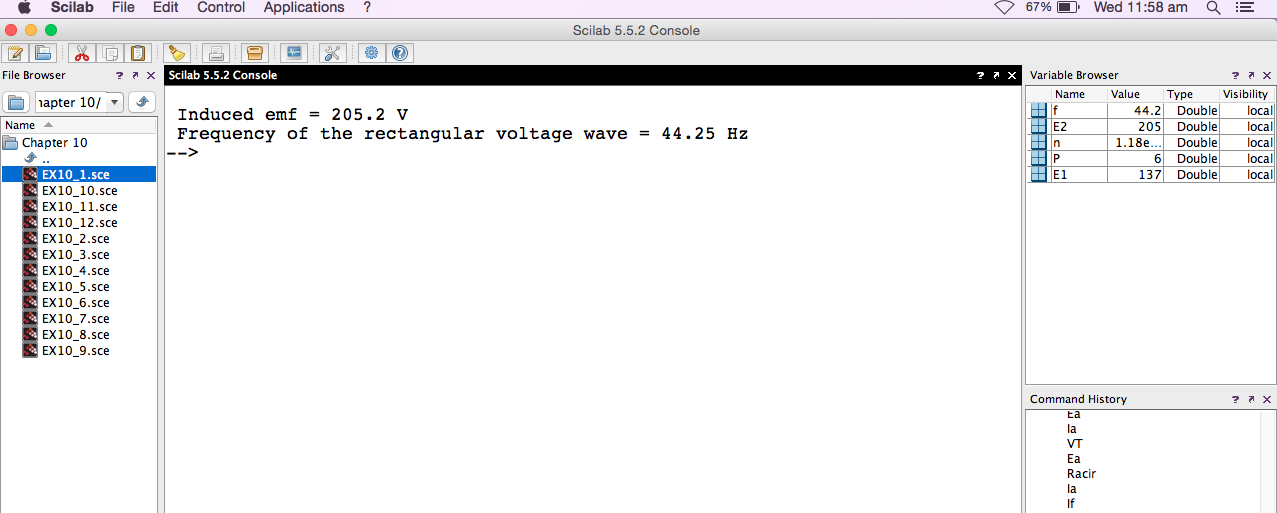 Scilab File Edit Control Applications ? 67% Wed 11:58 am
Scilab 5.5.2 Console
File Browser ? Scilab 5.5.2 Console ? Variable Browser ?
hapter 10/
Name
Chapter 10
..
EX10_1.sce
EX10_10.sce
EX10_11.sce
EX10_12.sce
EX10_2.sce
EX10_3.sce
EX10_4.sce
EX10_5.sce
EX10_6.sce
EX10_7.sce
EX10_8.sce
EX10_9.sce
Induced emf = 205.2 V
Frequency of the rectangular voltage wave = 44.25 Hz
-->
Name Value Type Visibility
f 44.2 Double local
E2 205 Double local
n 1.18e... Double local
P 6 Double local
E1 137 Double local
Command History ?
Ea
Ia
VT
Ea
Racir
Ia
If